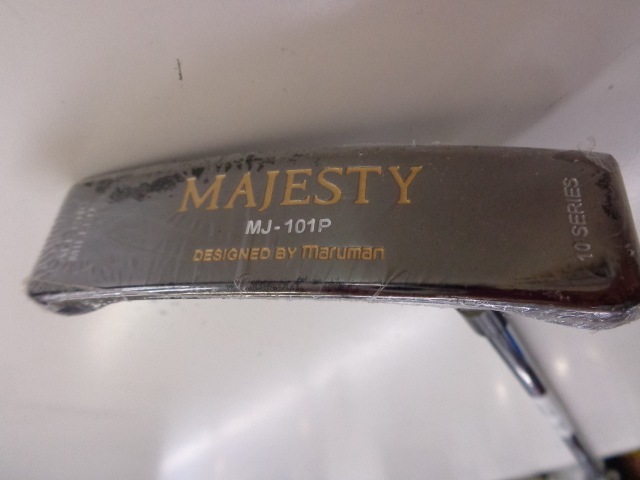 MAJESTY
MJ-101P
DESIGNED BY maruman
10 SERIES